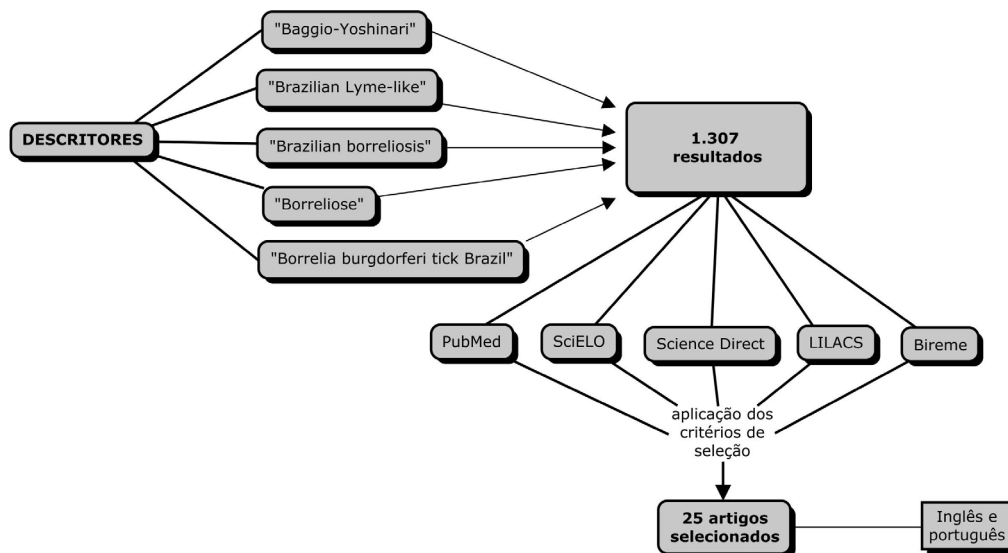 "Baggio-Yoshinari"
"Brazilian Lyme-like"
DESCRITORES
"Brazilian borreliosis"
"Borreliose"
"Borrelia burgdorferi tick Brazil"
1.307
resultados
PubMed
SciELO
Science Direct
LILACS
Bireme
aplicação dos
critérios de
seleção
25 artigos
selecionados
Inglês e
português